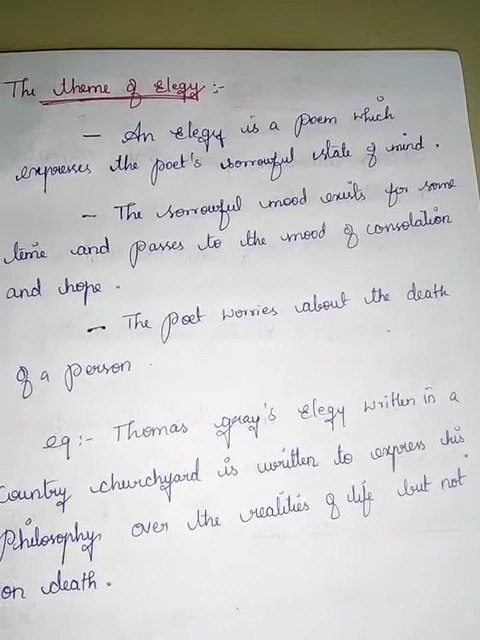 The theme of Elegy :-
— An Elegy is a poem which
expresses the poet's sorrowful state of mind.
— The sorrowful mood exits for some
time and passes to the mood of consolation
and hope.
— The poet worries about the death
of a person
eg:- Thomas gray's Elegy written in a
Country churchyard is written to express his
Philosophy over the realities of life but not
on death.